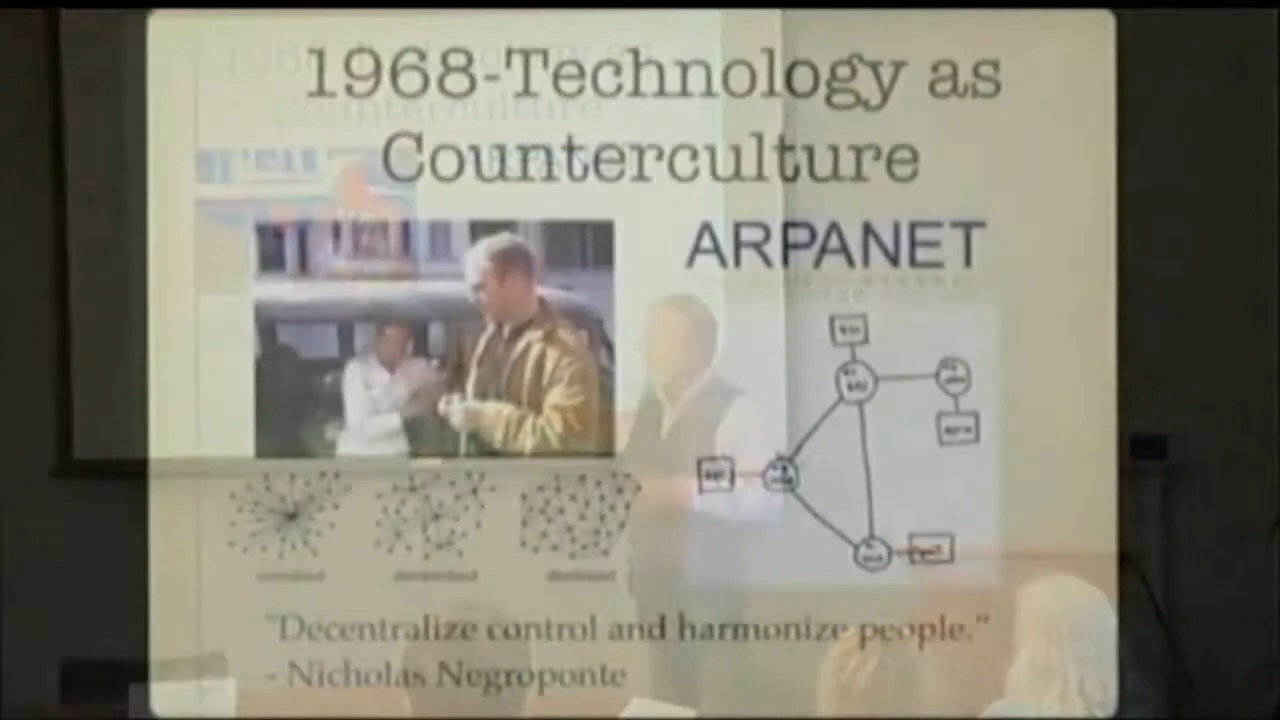 1968-Technology as
Counterculture
ARPANET
"Decentralize control and harmonize people."
- Nicholas Negroponte